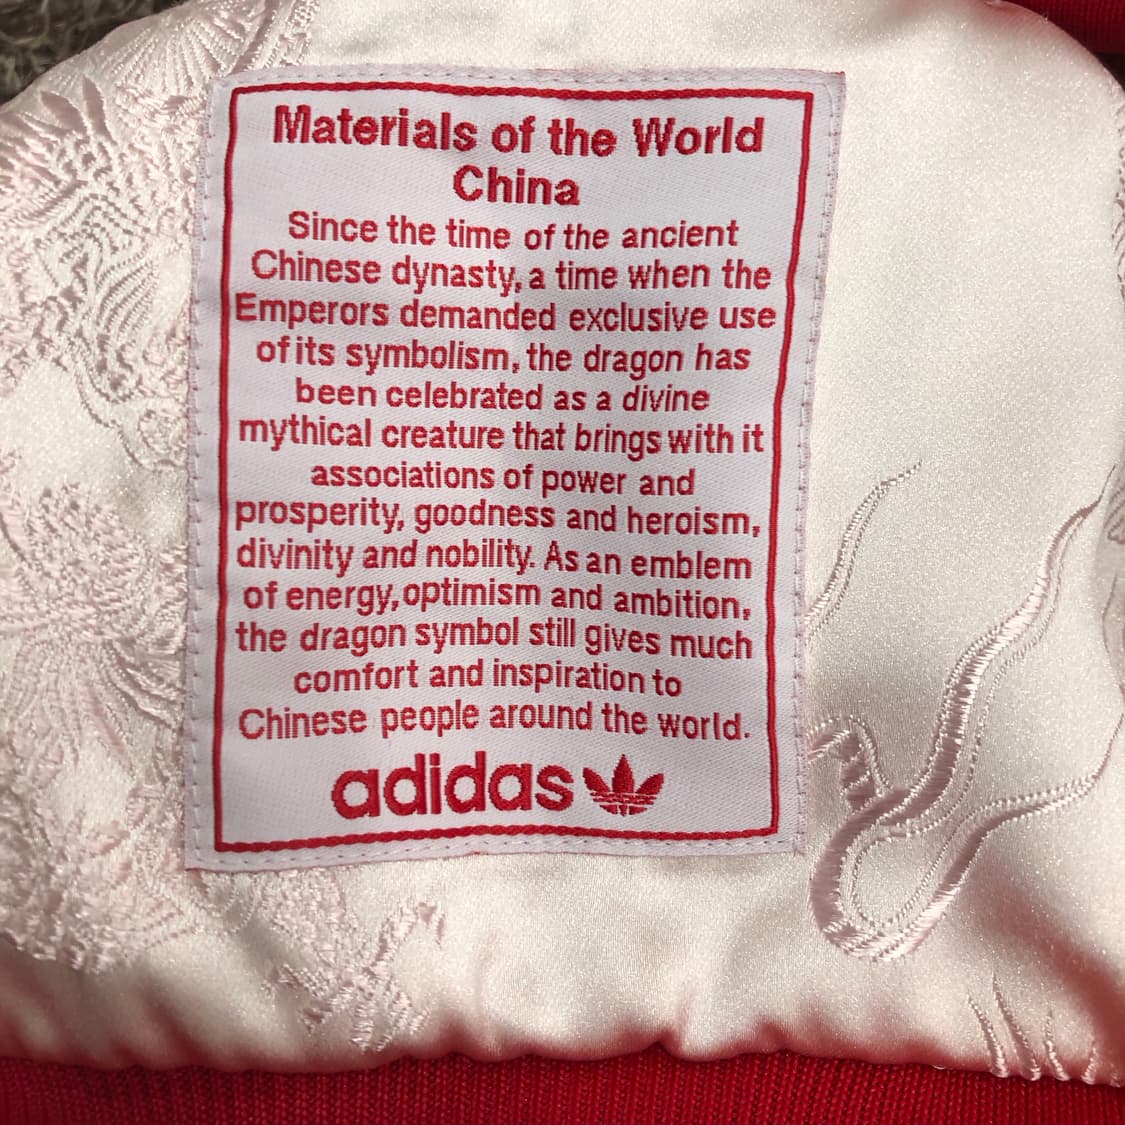 Materials of the World
China
Since the time of the ancient
Chinese dynasty, a time when the
Emperors demanded exclusive use
of its symbolism, the dragon has
been celebrated as a divine
mythical creature that brings with it
associations of power and
prosperity, goodness and heroism,
divinity and nobility. As an emblem
of energy, optimism and ambition,
the dragon symbol still gives much
comfort and inspiration to
Chinese people around the world.
adidas